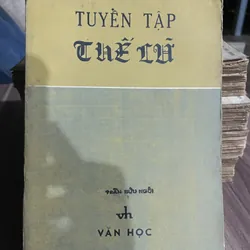 TUYỂN TẬP
THẾ LỮ
vh
VĂN HỌC